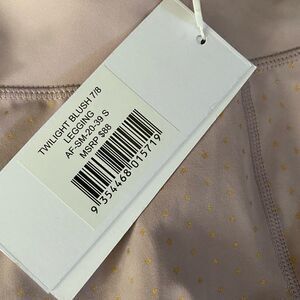 TWILIGHT BLUSH 7/8
LEGGING
AF-SM-20-39 S
MSRP $88
9 354468 015719